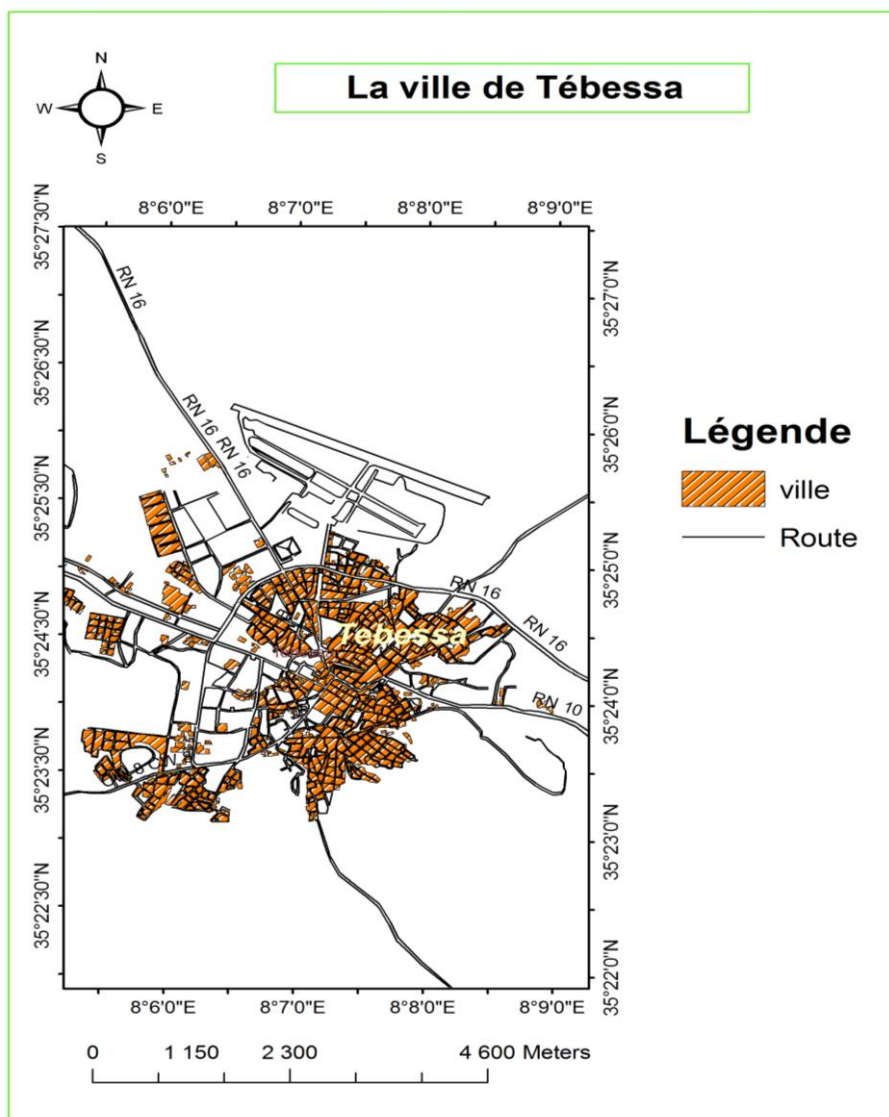 La ville de Tébessa
N
W E
S
8°6'0"E 8°7'0"E 8°8'0"E 8°9'0"E
35°27'30"N
35°26'30"N
35°25'30"N
35°24'30"N
35°23'30"N
35°22'30"N
35°27'0"N
35°26'0"N
35°25'0"N
35°24'0"N
35°23'0"N
35°22'0"N
RN 16
RN 16
RN 16
RN 16
RN 16
Tebessa
RN 10
Légende
ville
Route
8°6'0"E 8°7'0"E 8°8'0"E 8°9'0"E
0 1 150 2 300 4 600 Meters